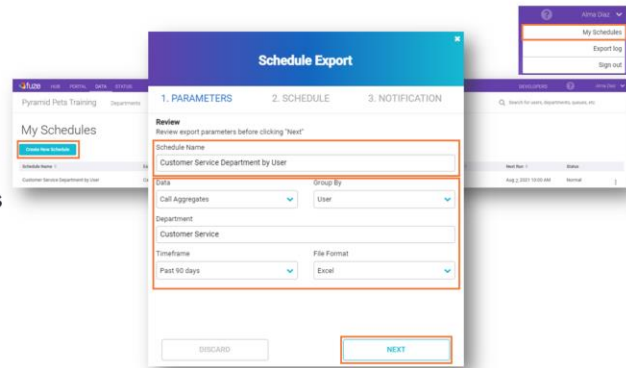 Alma Diaz
My Schedules
Export log
Sign out
fuze HUB PORTAL DATA STATUS
DEVELOPERS
Alma Diaz
Pyramid Pets Training Departments
Search for users, departments, queues, etc
My Schedules
Create New Schedule
Schedule Name
Next Run
Status
Customer Service Department by User
Aug 2, 2021 10:00 AM
Normal
s
Schedule Export
1. PARAMETERS 2. SCHEDULE 3. NOTIFICATION
Review
Review export parameters before clicking "Next"
Schedule Name
Customer Service Department by User
Data Group By
Call Aggregates User
Department
Customer Service
Timeframe File Format
Past 90 days Excel
DISCARD NEXT